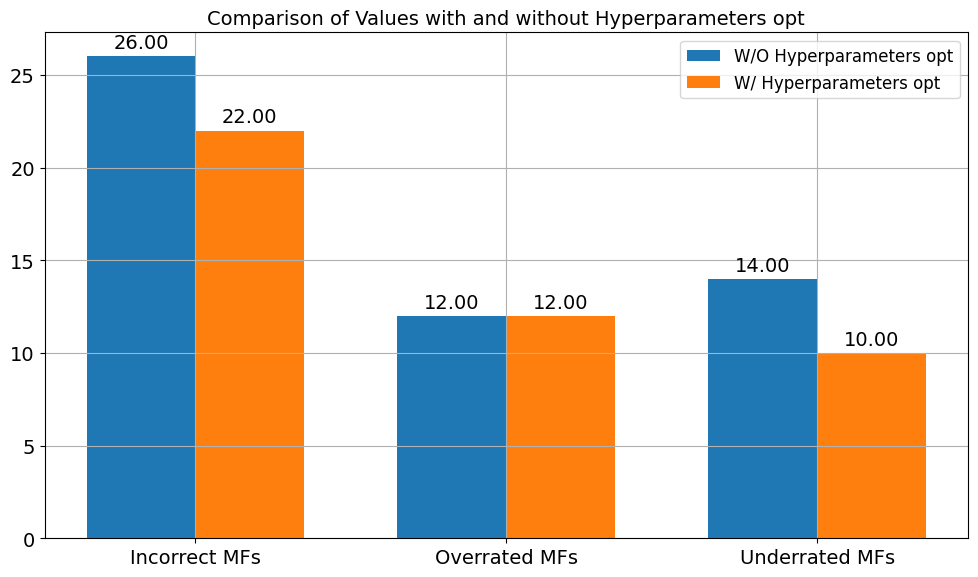 Comparison of Values with and without Hyperparameters opt
W/O Hyperparameters opt
W/ Hyperparameters opt
26.00
22.00
12.00
12.00
14.00
10.00
25
20
15
10
5
0
Incorrect MFs
Overrated MFs
Underrated MFs